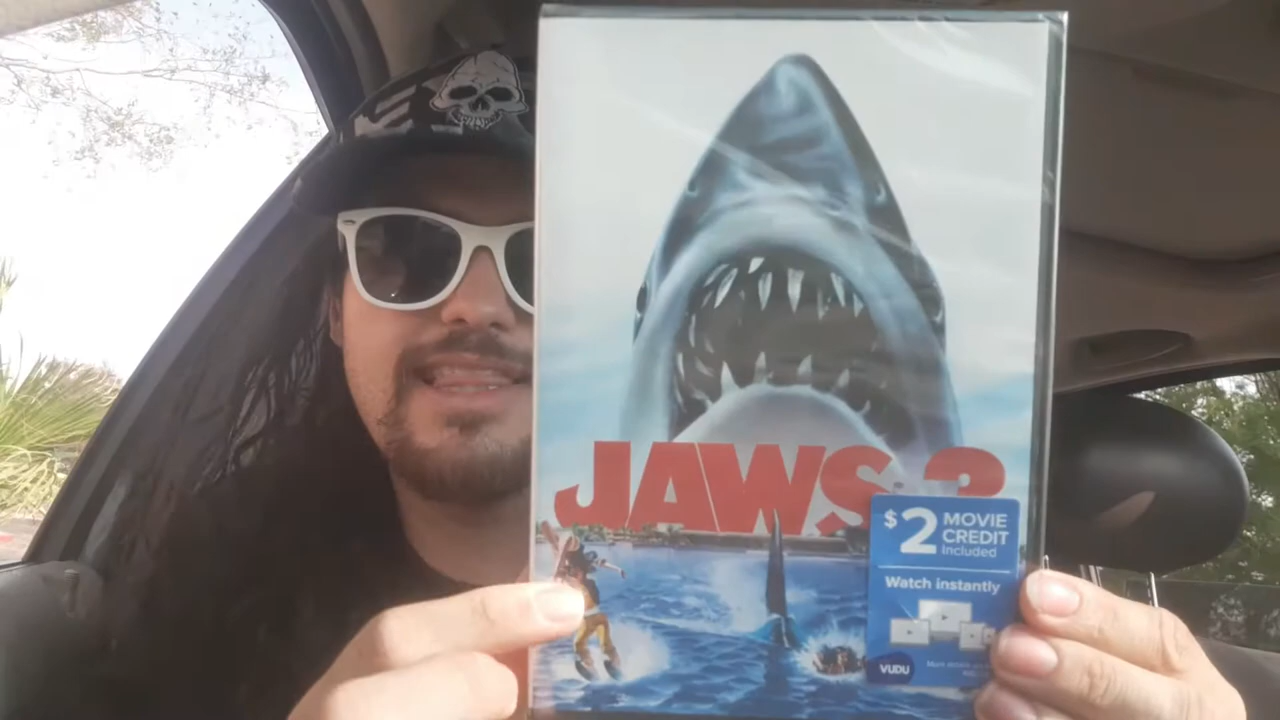 JAWS 3
$2 MOVIE
CREDIT
Included
Watch instantly
VUDU